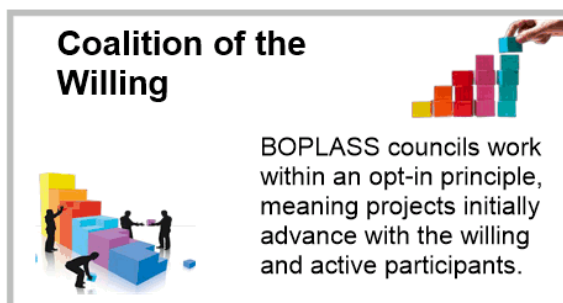 Coalition of the
Willing
BOPLASS councils work
within an opt-in principle,
meaning projects initially
advance with the willing
and active participants.